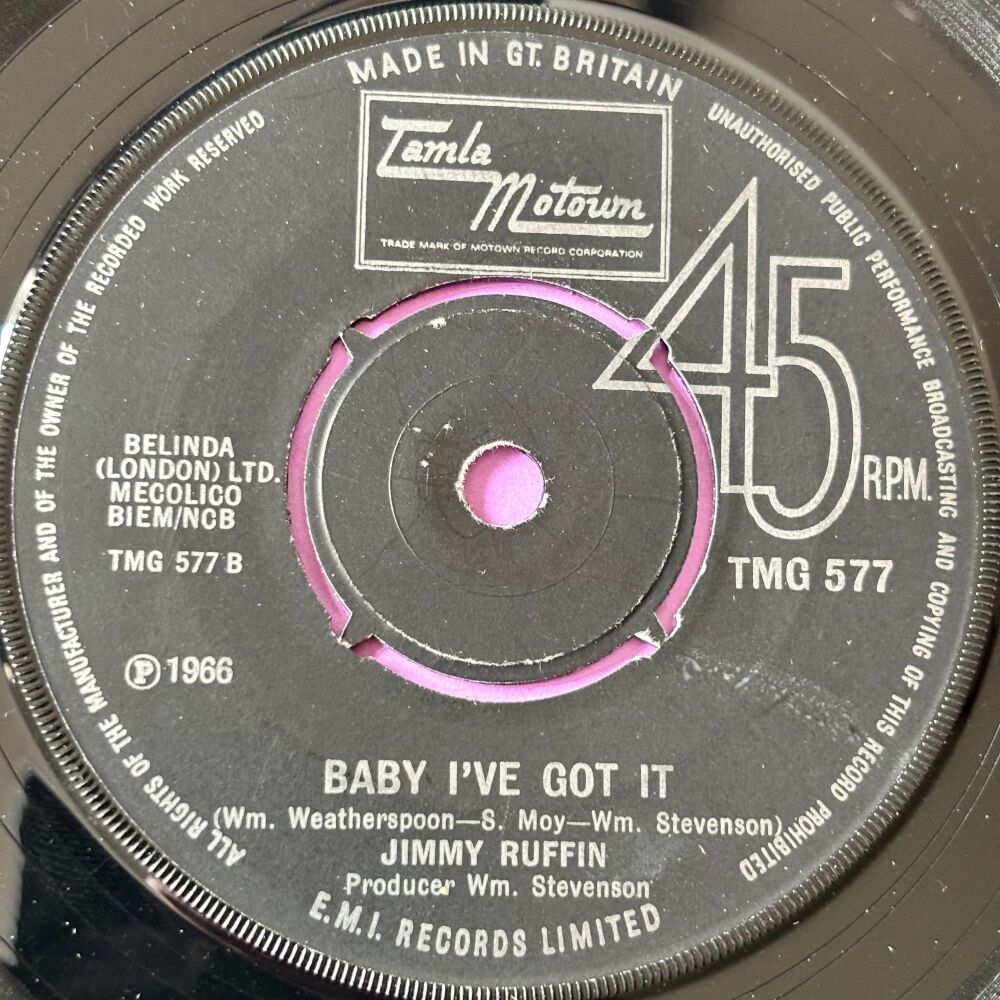 MADE IN GT. BRITAIN
UNAUTHORISED PUBLIC PERFORMANCE BROADCASTING AND COPYING OF THIS RECORD PROHIBITED
ALL RIGHTS OF THE MANUFACTURER AND OF THE OWNER OF THE RECORDED WORK RESERVED
Tamla
Motown
TRADE MARK OF MOTOWN RECORD CORPORATION
45
R.P.M.
BELINDA
(LONDON) LTD.
MECOLICO
BIEM/NCB
TMG 577 B
TMG 577
Ⓟ 1966
BABY I'VE GOT IT
(Wm. Weatherspoon—S. Moy—Wm. Stevenson)
JIMMY RUFFIN
Producer Wm. Stevenson
E.M.I. RECORDS LIMITED